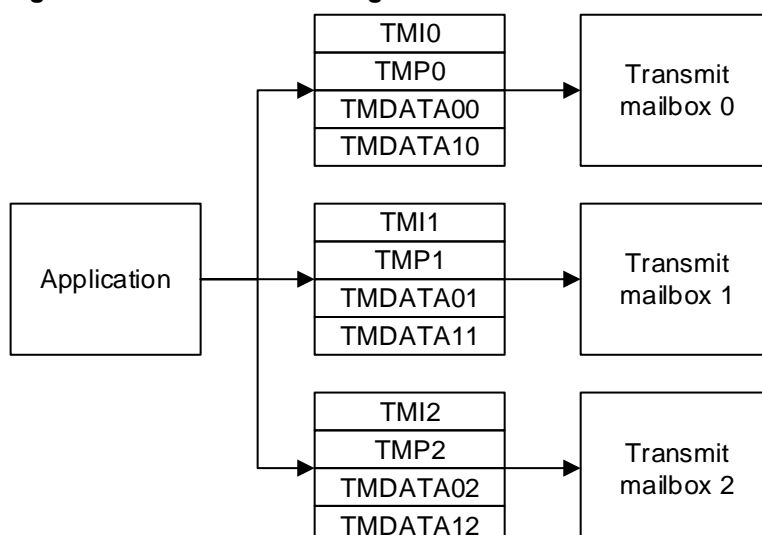 TMI0
TMP0
TMDATA00
TMDATA10
Transmit
mailbox 0
Application
TMI1
TMP1
TMDATA01
TMDATA11
Transmit
mailbox 1
TMI2
TMP2
TMDATA02
TMDATA12
Transmit
mailbox 2